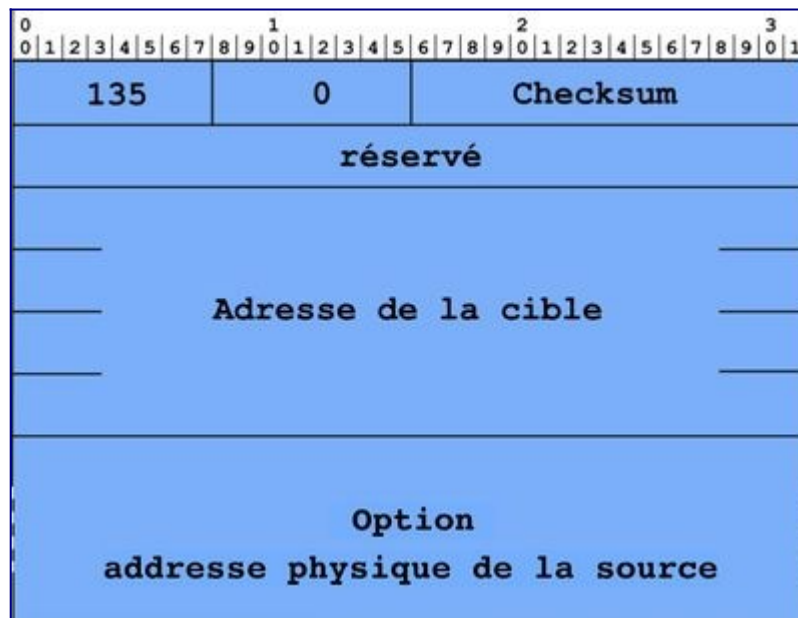 0 1 2 3
0 1 2 3 4 5 6 7 8 9 0 1 2 3 4 5 6 7 8 9 0 1 2 3 4 5 6 7 8 9 0 1
135 0 Checksum
réservé
Adresse de la cible
Option
addresse physique de la source